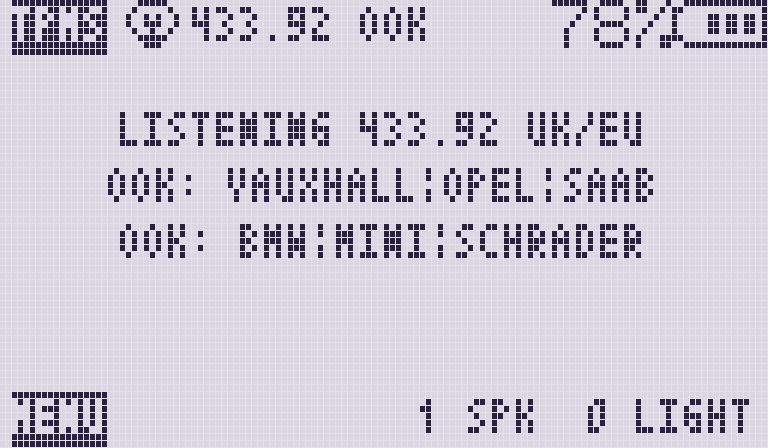 433.92 OOK 78%
LISTENING 433.92 UK/EU
OOK: VAUXHALL|OPEL|SAAB
OOK: BMW|MINI|SCHRADER
1 SPK 0 LIGHT